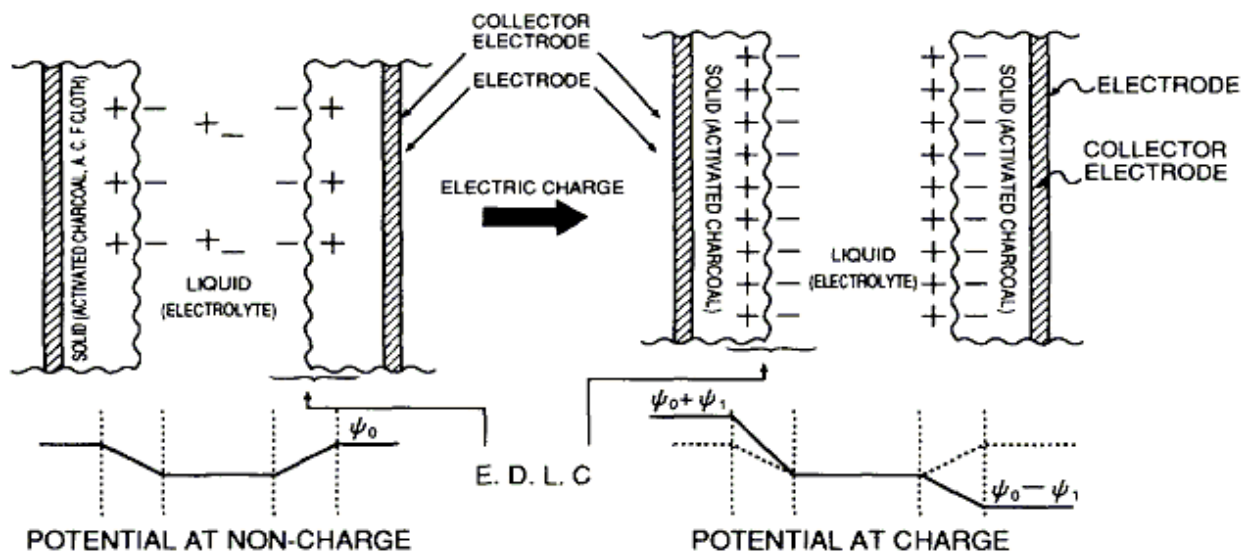 COLLECTOR
ELECTRODE
ELECTRODE
SOLID (ACTIVATED CHARCOAL, A. C. F CLOTH)
+ − + − − +
+ − − +
+ − + − − +
LIQUID
(ELECTROLYTE)
ELECTRIC CHARGE
SOLID (ACTIVATED CHARCOAL)
+ − + −
+ − + −
+ − + −
+ − + −
+ − + −
+ − + −
+ − + −
+ − + −
+ − + −
LIQUID
(ELECTROLYTE)
SOLID (ACTIVATED CHARCOAL)
ELECTRODE
COLLECTOR
ELECTRODE
ψ₀
E. D. L. C
ψ₀+ ψ₁
ψ₀− ψ₁
POTENTIAL AT NON-CHARGE
POTENTIAL AT CHARGE